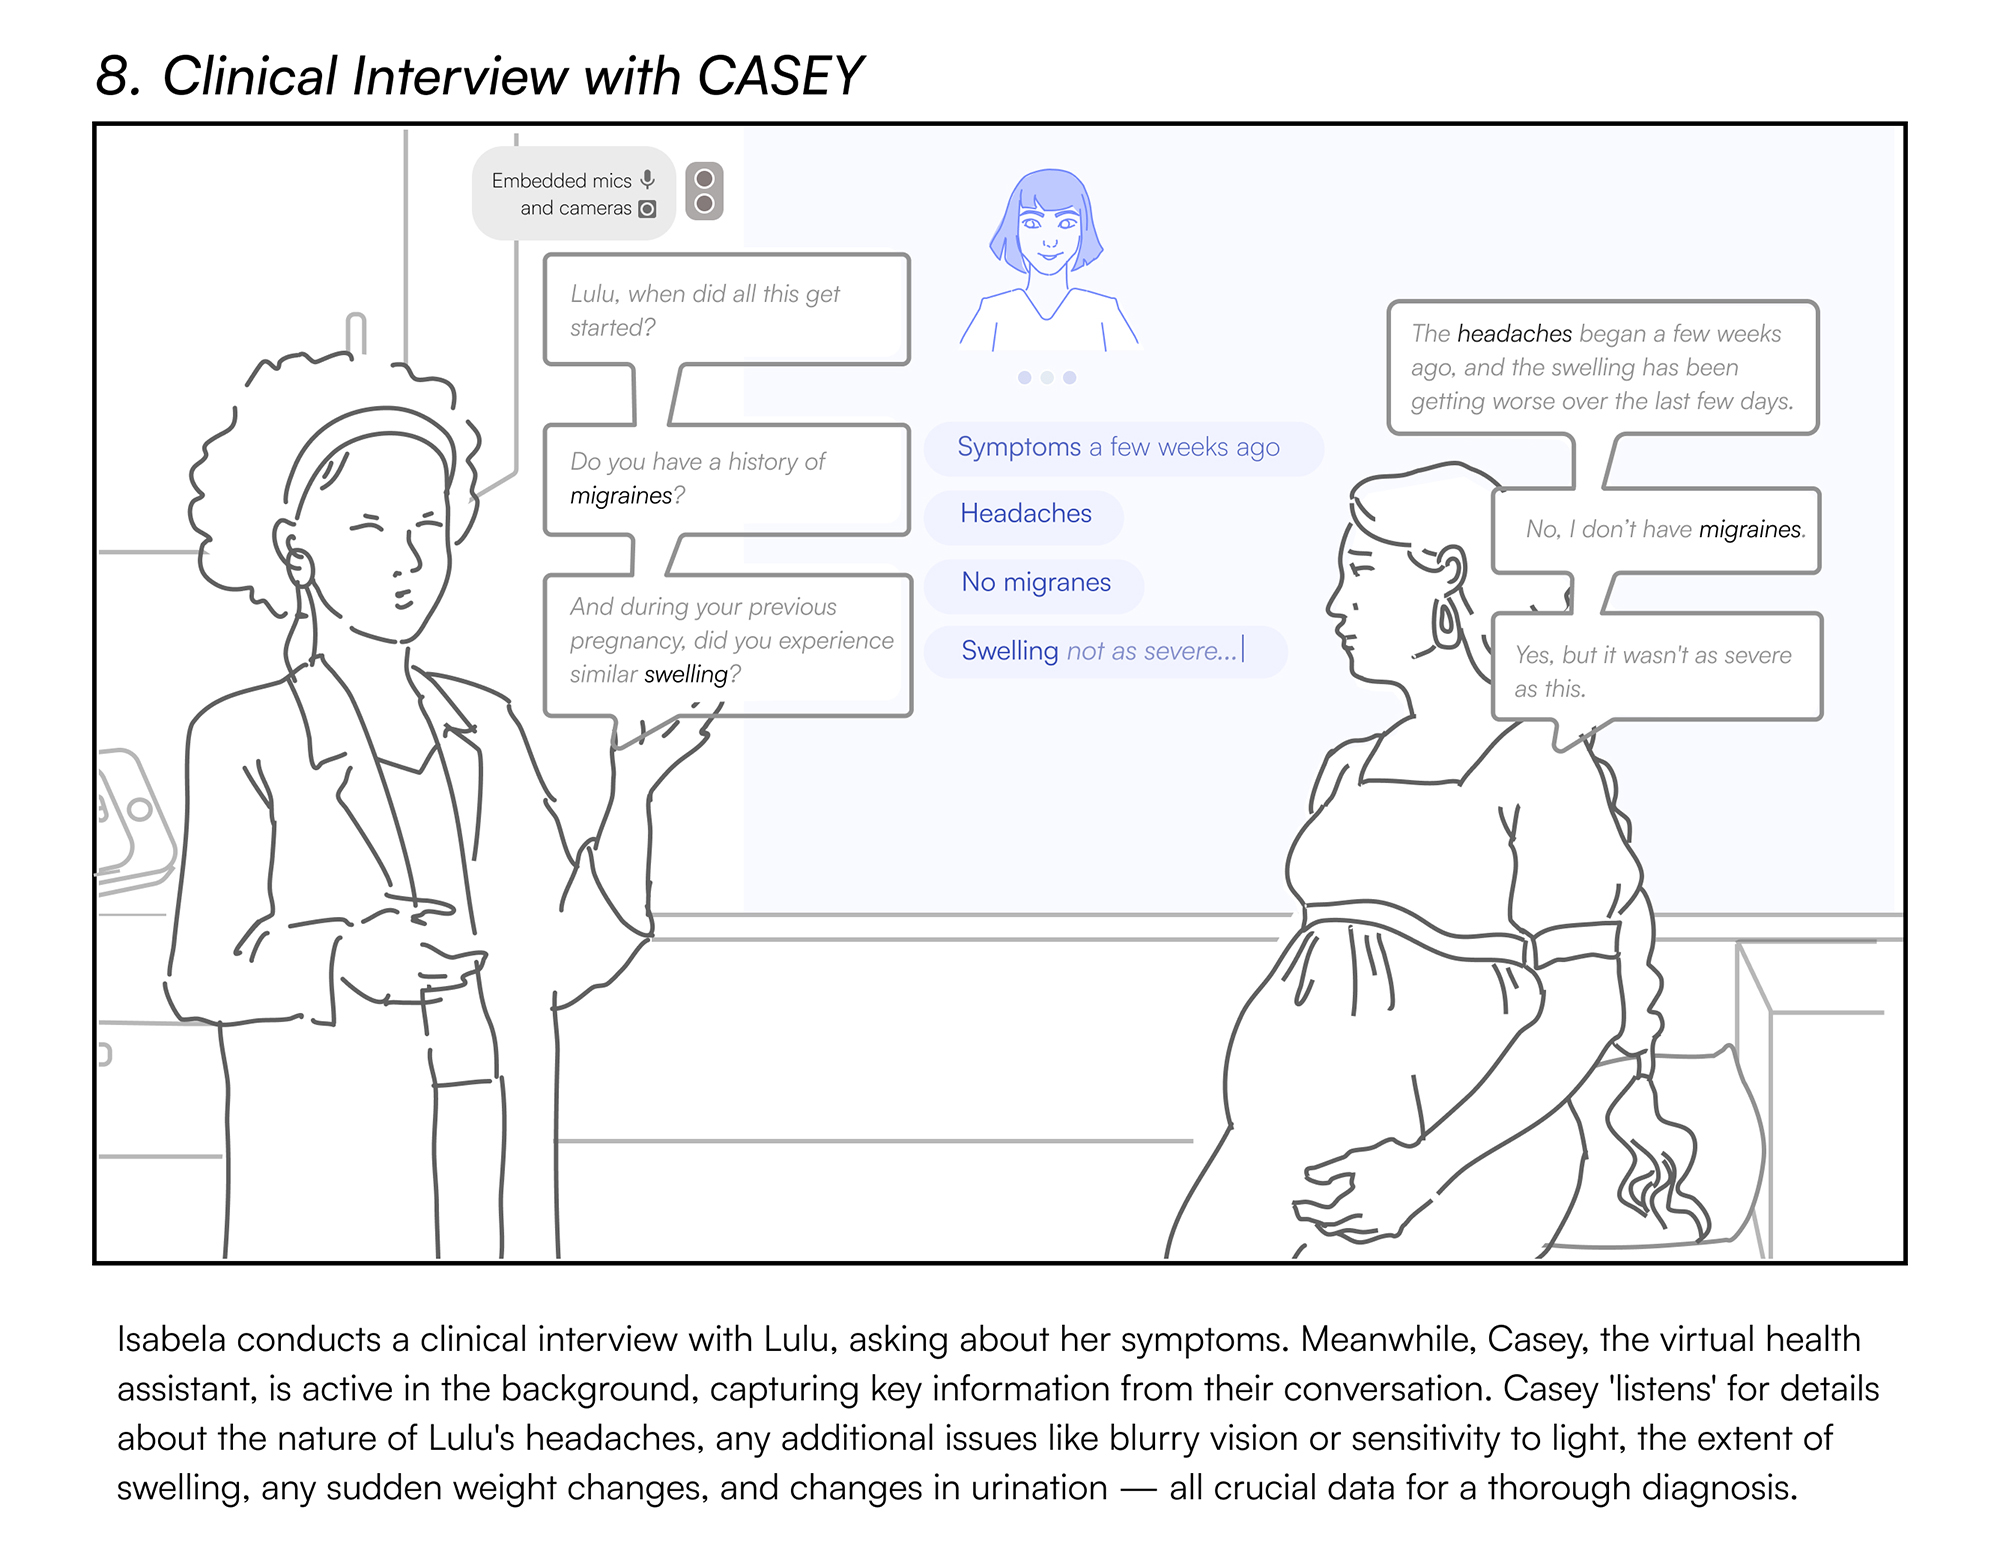 8. Clinical Interview with CASEY
Embedded mics
and cameras
Lulu, when did all this get
started?
The headaches began a few weeks
ago, and the swelling has been
getting worse over the last few days.
Do you have a history of
migraines?
No, I don't have migraines.
And during your previous
pregnancy, did you experience
similar swelling?
Yes, but it wasn't as severe
as this.
Symptoms a few weeks ago
Headaches
No migranes
Swelling not as severe...|
Isabela conducts a clinical interview with Lulu, asking about her symptoms. Meanwhile, Casey, the virtual health
assistant, is active in the background, capturing key information from their conversation. Casey 'listens' for details
about the nature of Lulu's headaches, any additional issues like blurry vision or sensitivity to light, the extent of
swelling, any sudden weight changes, and changes in urination — all crucial data for a thorough diagnosis.